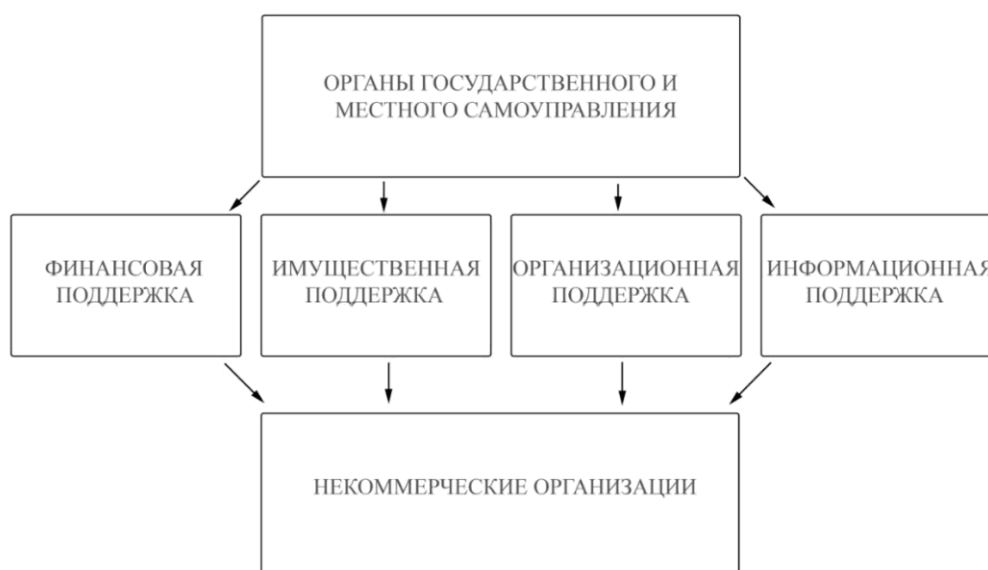 ОРГАНЫ ГОСУДАРСТВЕННОГО И
МЕСТНОГО САМОУПРАВЛЕНИЯ
ФИНАНСОВАЯ
ПОДДЕРЖКА
ИМУЩЕСТВЕННАЯ
ПОДДЕРЖКА
ОРГАНИЗАЦИОННАЯ
ПОДДЕРЖКА
ИНФОРМАЦИОННАЯ
ПОДДЕРЖКА
НЕКОММЕРЧЕСКИЕ ОРГАНИЗАЦИИ